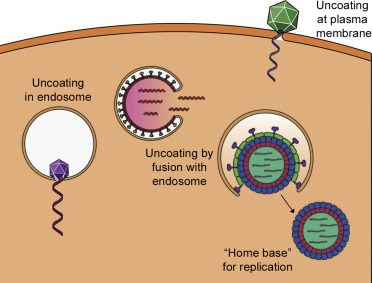 Uncoating
at plasma
membrane
Uncoating
in endosome
Uncoating by
fusion with
endosome
“Home base”
for replication